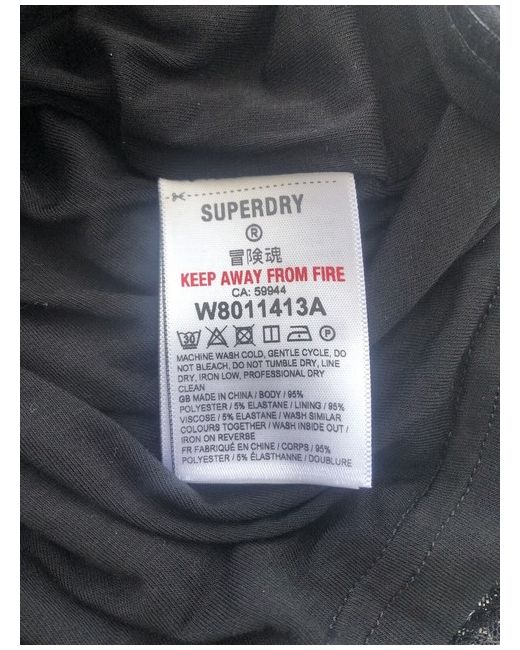 SUPERDRY
®
冒険魂
KEEP AWAY FROM FIRE
CA: 59944
W8011413A
30 P
MACHINE WASH COLD, GENTLE CYCLE, DO
NOT BLEACH, DO NOT TUMBLE DRY, LINE
DRY, IRON LOW, PROFESSIONAL DRY
CLEAN
GB MADE IN CHINA / BODY / 95%
POLYESTER / 5% ELASTANE / LINING / 95%
VISCOSE / 5% ELASTANE / WASH SIMILAR
COLOURS TOGETHER / WASH INSIDE OUT /
IRON ON REVERSE
FR FABRIQUÉ EN CHINE / CORPS / 95%
POLYESTER / 5% ÉLASTHANNE / DOUBLURE